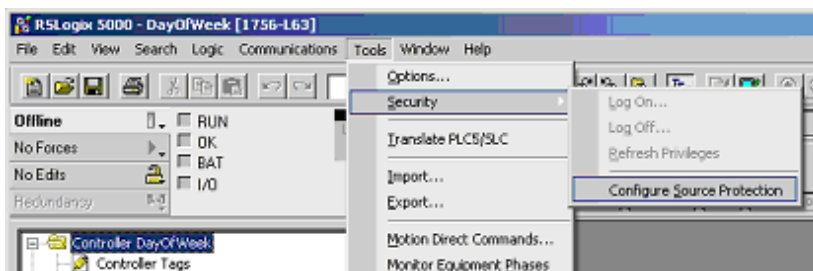 RSLogix 5000 - DayOfWeek [1756-L63]
File Edit View Search Logic Communications Tools Window Help
Options...
Security
Log On...
Log Off...
Refresh Privileges
Configure Source Protection
Translate PLC5/SLC
Import...
Export...
Motion Direct Commands...
Monitor Equipment Phases
Offline
RUN
No Forces
OK
BAT
No Edits
I/O
Redundancy
Controller DayOfWeek
Controller Tags